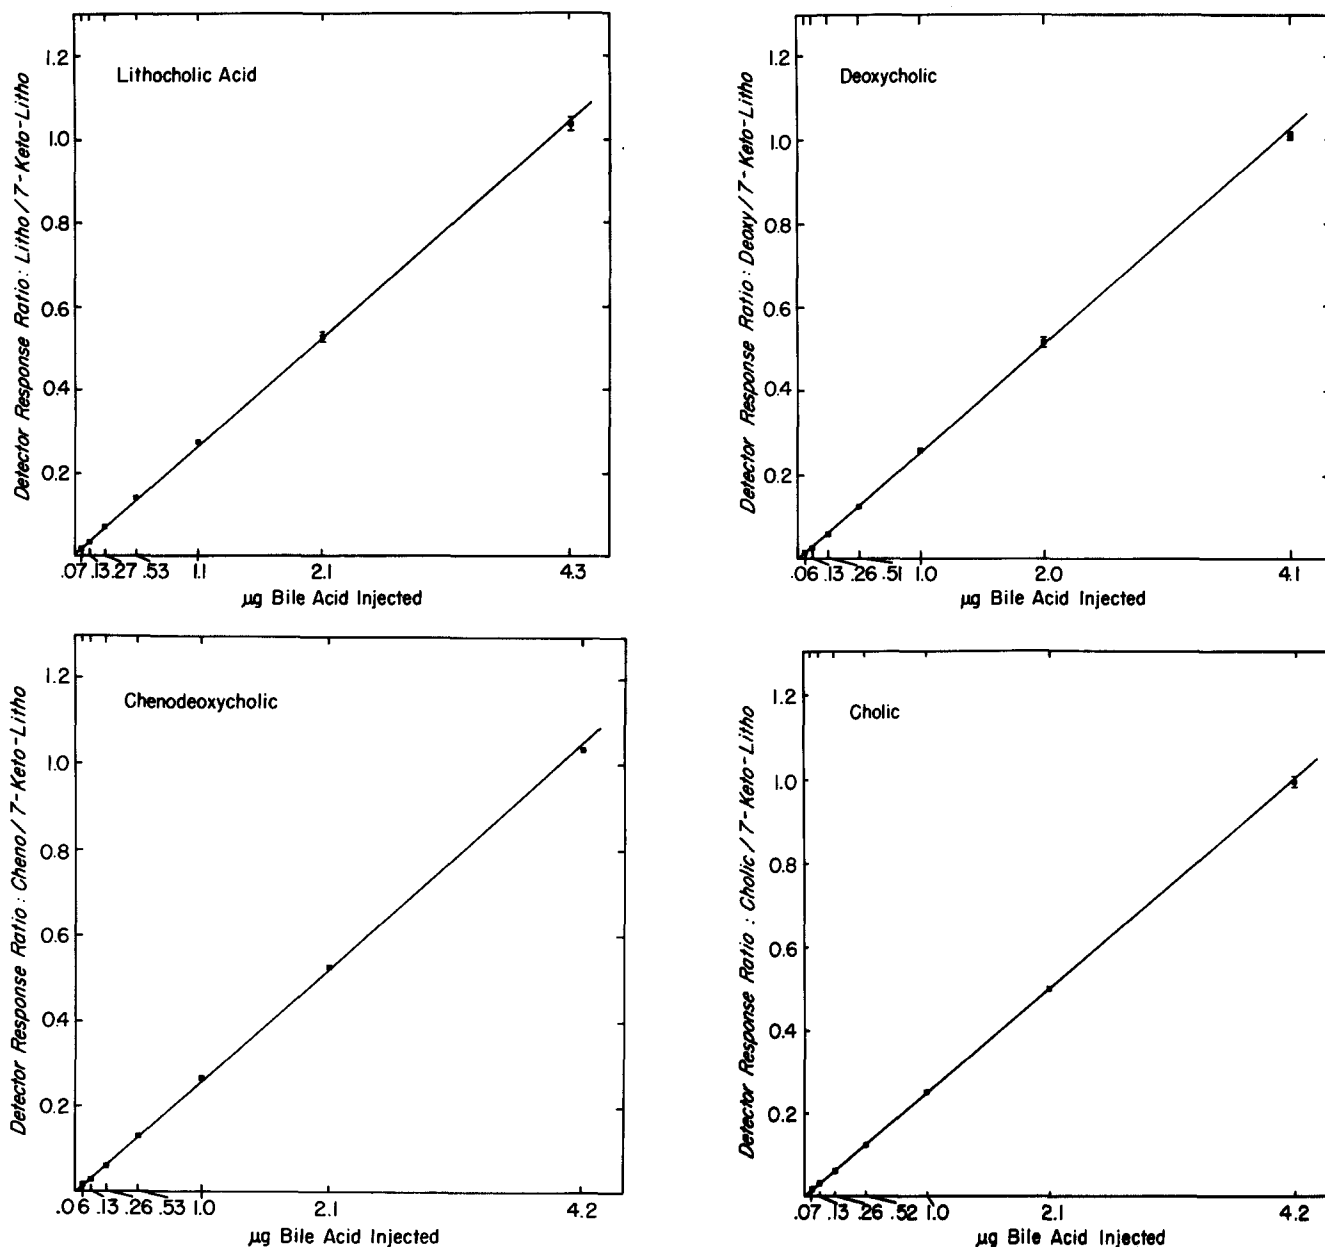 Lithocholic Acid
Detector Response Ratio: Litho/7-Keto-Litho
1.2
1.0
0.8
0.6
0.4
0.2
.07 .13 .27 .53 1.1 2.1 4.3
µg Bile Acid Injected
Deoxycholic
Detector Response Ratio: Deoxy/7-Keto-Litho
1.2
1.0
0.8
0.6
0.4
0.2
.06 .13 .26 .51 1.0 2.0 4.1
µg Bile Acid Injected
Chenodeoxycholic
Detector Response Ratio: Cheno/7-Keto-Litho
1.2
1.0
0.8
0.6
0.4
0.2
.06 .13 .26 .53 1.0 2.1 4.2
µg Bile Acid Injected
Cholic
Detector Response Ratio: Cholic/7-Keto-Litho
1.2
1.0
0.8
0.6
0.4
0.2
.07 .13 .26 .52 1.0 2.1 4.2
µg Bile Acid Injected